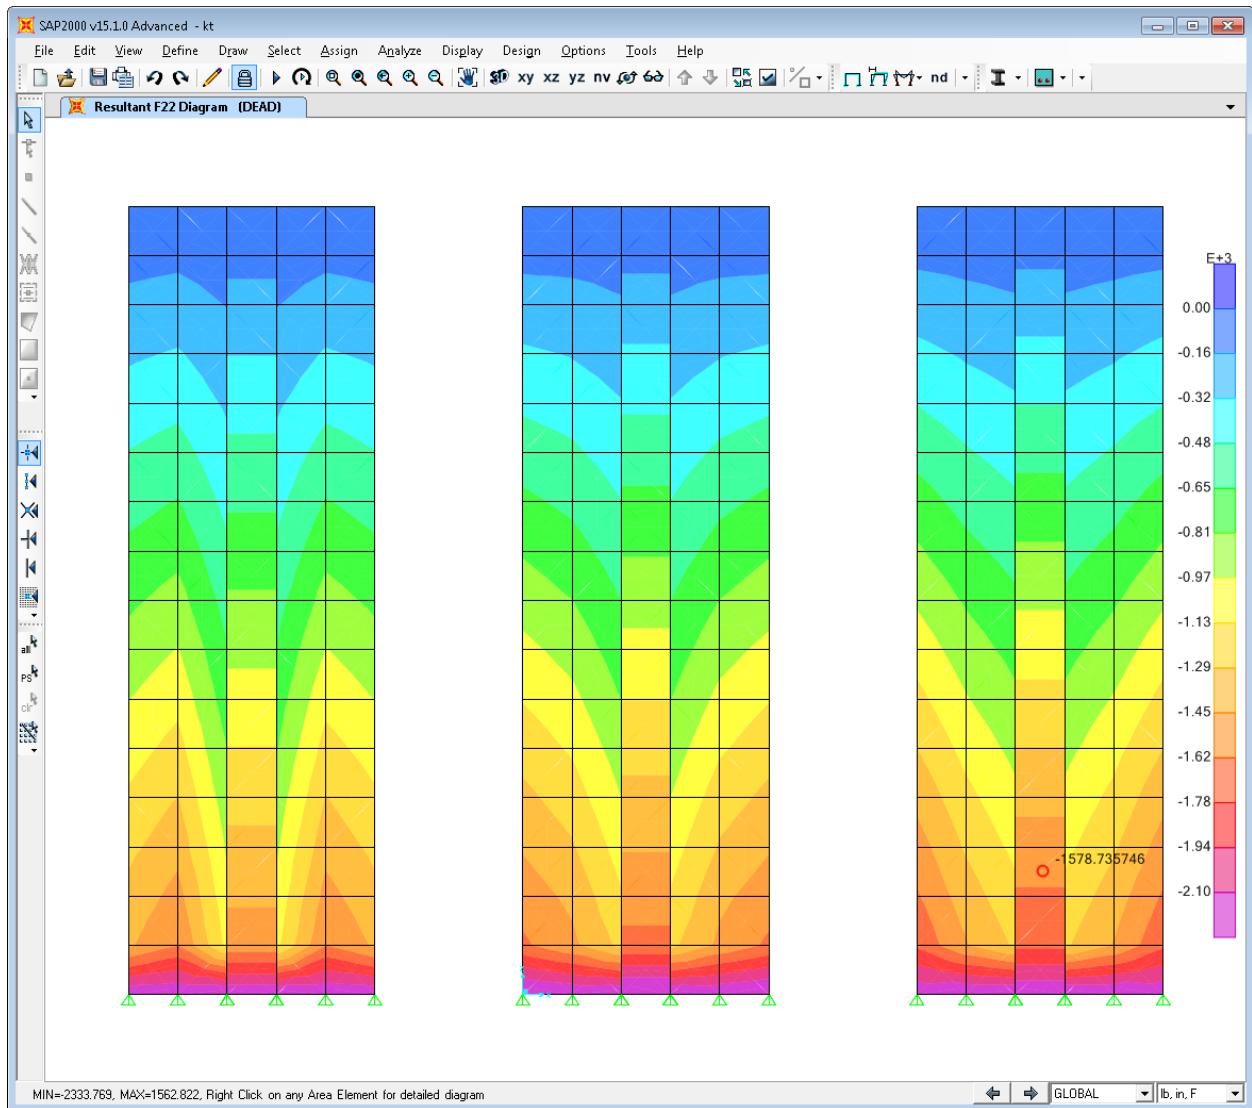 SAP2000 v15.1.0 Advanced - kt
File Edit View Define Draw Select Assign Analyze Display Design Options Tools Help
xy xz yz nv nd
Resultant F22 Diagram (DEAD)
all
PS
clr
E+3
0.00
-0.16
-0.32
-0.48
-0.65
-0.81
-0.97
-1.13
-1.29
-1.45
-1.62
-1.78
-1.94
-2.10
-1578.735746
MIN=-2333.769, MAX=1562.822, Right Click on any Area Element for detailed diagram
GLOBAL
lb, in, F